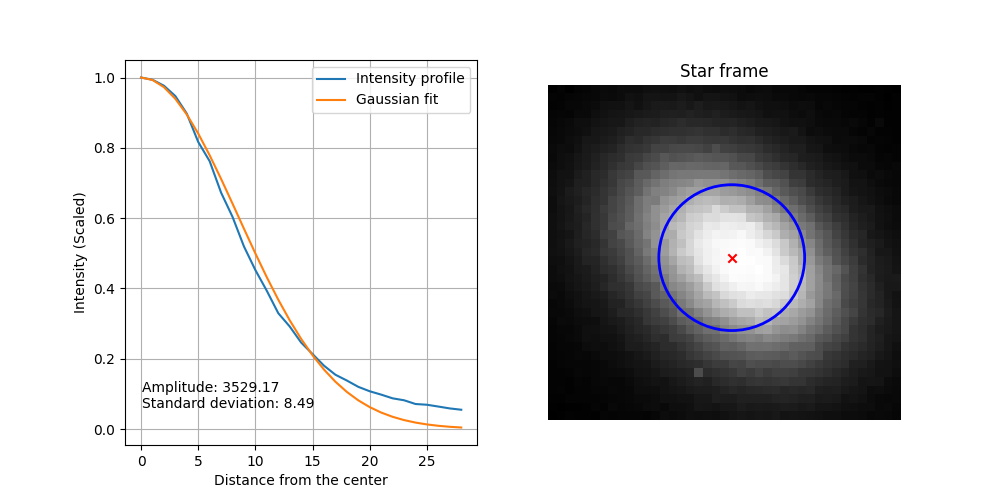 Intensity profile
Gaussian fit
1.0
0.8
0.6
0.4
0.2
0.0
Intensity (Scaled)
Amplitude: 3529.17
Standard deviation: 8.49
0 5 10 15 20 25
Distance from the center
Star frame